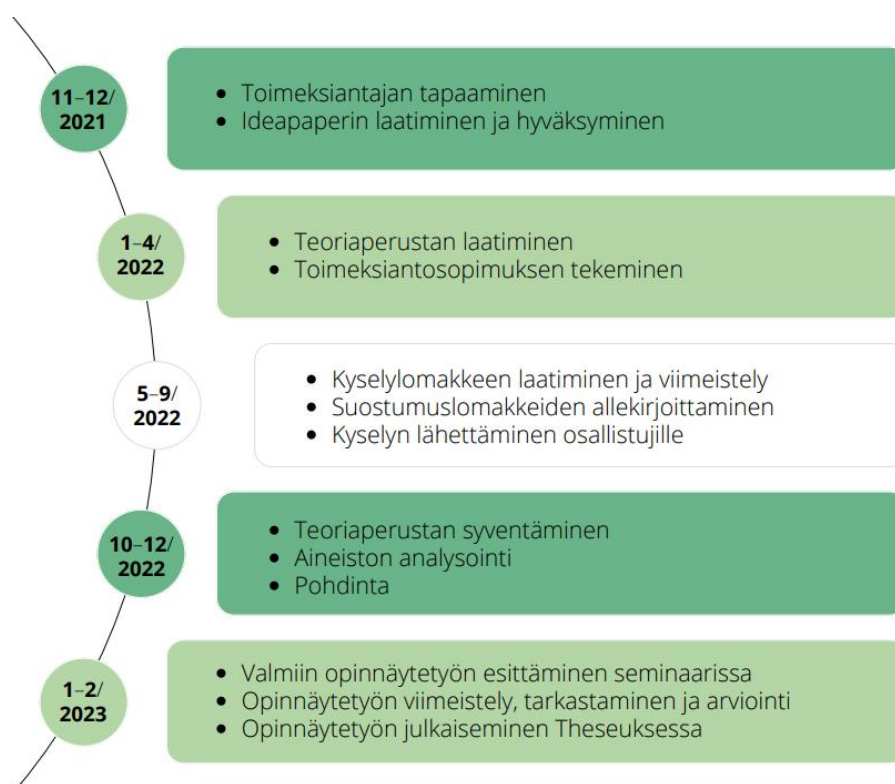 11–12/
2021
• Toimeksiantajan tapaaminen
• Ideapaperin laatiminen ja hyväksyminen
1–4/
2022
• Teoriaperustan laatiminen
• Toimeksiantosopimuksen tekeminen
5–9/
2022
• Kyselylomakkeen laatiminen ja viimeistely
• Suostumuslomakkeiden allekirjoittaminen
• Kyselyn lähettäminen osallistujille
10–12/
2022
• Teoriaperustan syventäminen
• Aineiston analysointi
• Pohdinta
1–2/
2023
• Valmiin opinnäytetyön esittäminen seminaarissa
• Opinnäytetyön viimeistely, tarkastaminen ja arviointi
• Opinnäytetyön julkaiseminen Theseuksessa